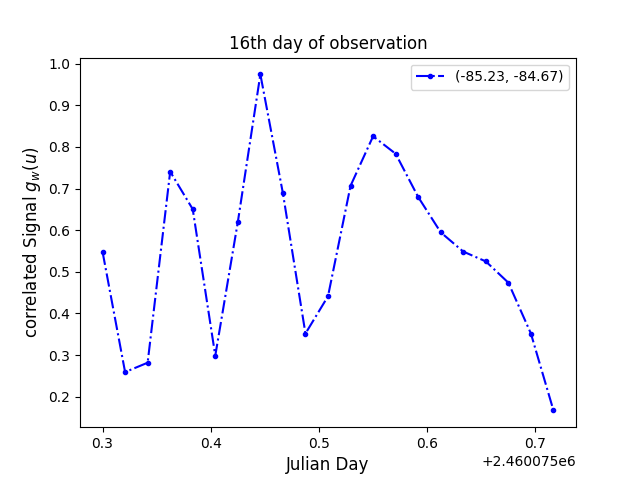 16th day of observation
correlated Signal g_w(u)
1.0
0.9
0.8
0.7
0.6
0.5
0.4
0.3
0.2
(-85.23, -84.67)
0.3 0.4 0.5 0.6 0.7
Julian Day
+2.460075e6